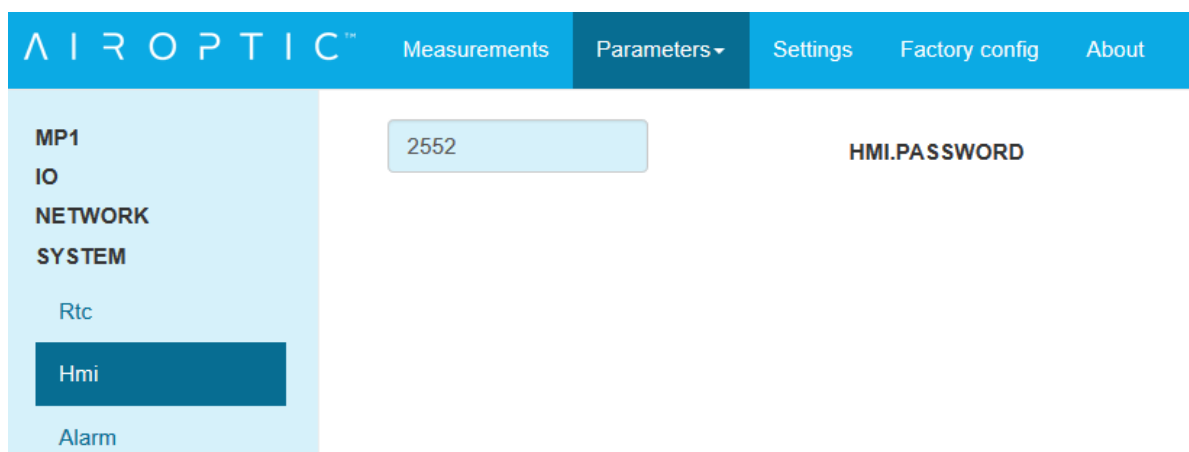 AIROPTIC™ Measurements Parameters Settings Factory config About
MP1
2552
HMI.PASSWORD
IO
NETWORK
SYSTEM
Rtc
Hmi
Alarm